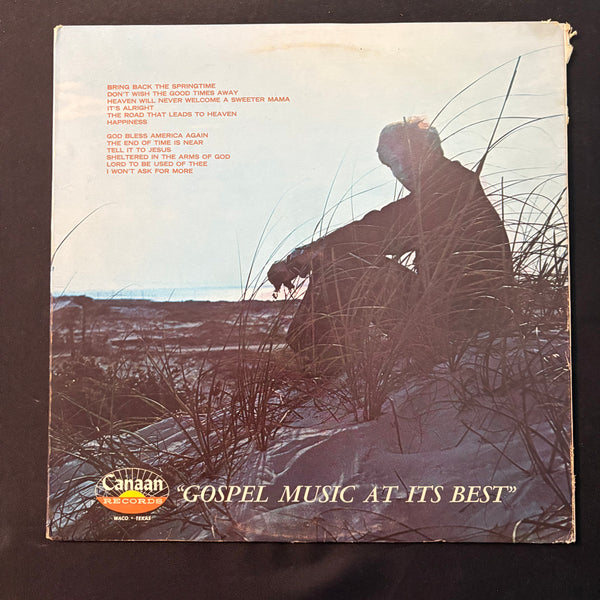 BRING BACK THE SPRINGTIME
DON'T WISH THE GOOD TIMES AWAY
HEAVEN WILL NEVER WELCOME A SWEETER MAMA
IT'S ALRIGHT
THE ROAD THAT LEADS TO HEAVEN
HAPPINESS
GOD BLESS AMERICA AGAIN
THE END OF TIME IS NEAR
TELL IT TO JESUS
SHELTERED IN THE ARMS OF GOD
LORD TO BE USED OF THEE
I WON'T ASK FOR MORE
Canaan
RECORDS
WACO • TEXAS
“GOSPEL MUSIC AT ITS BEST”